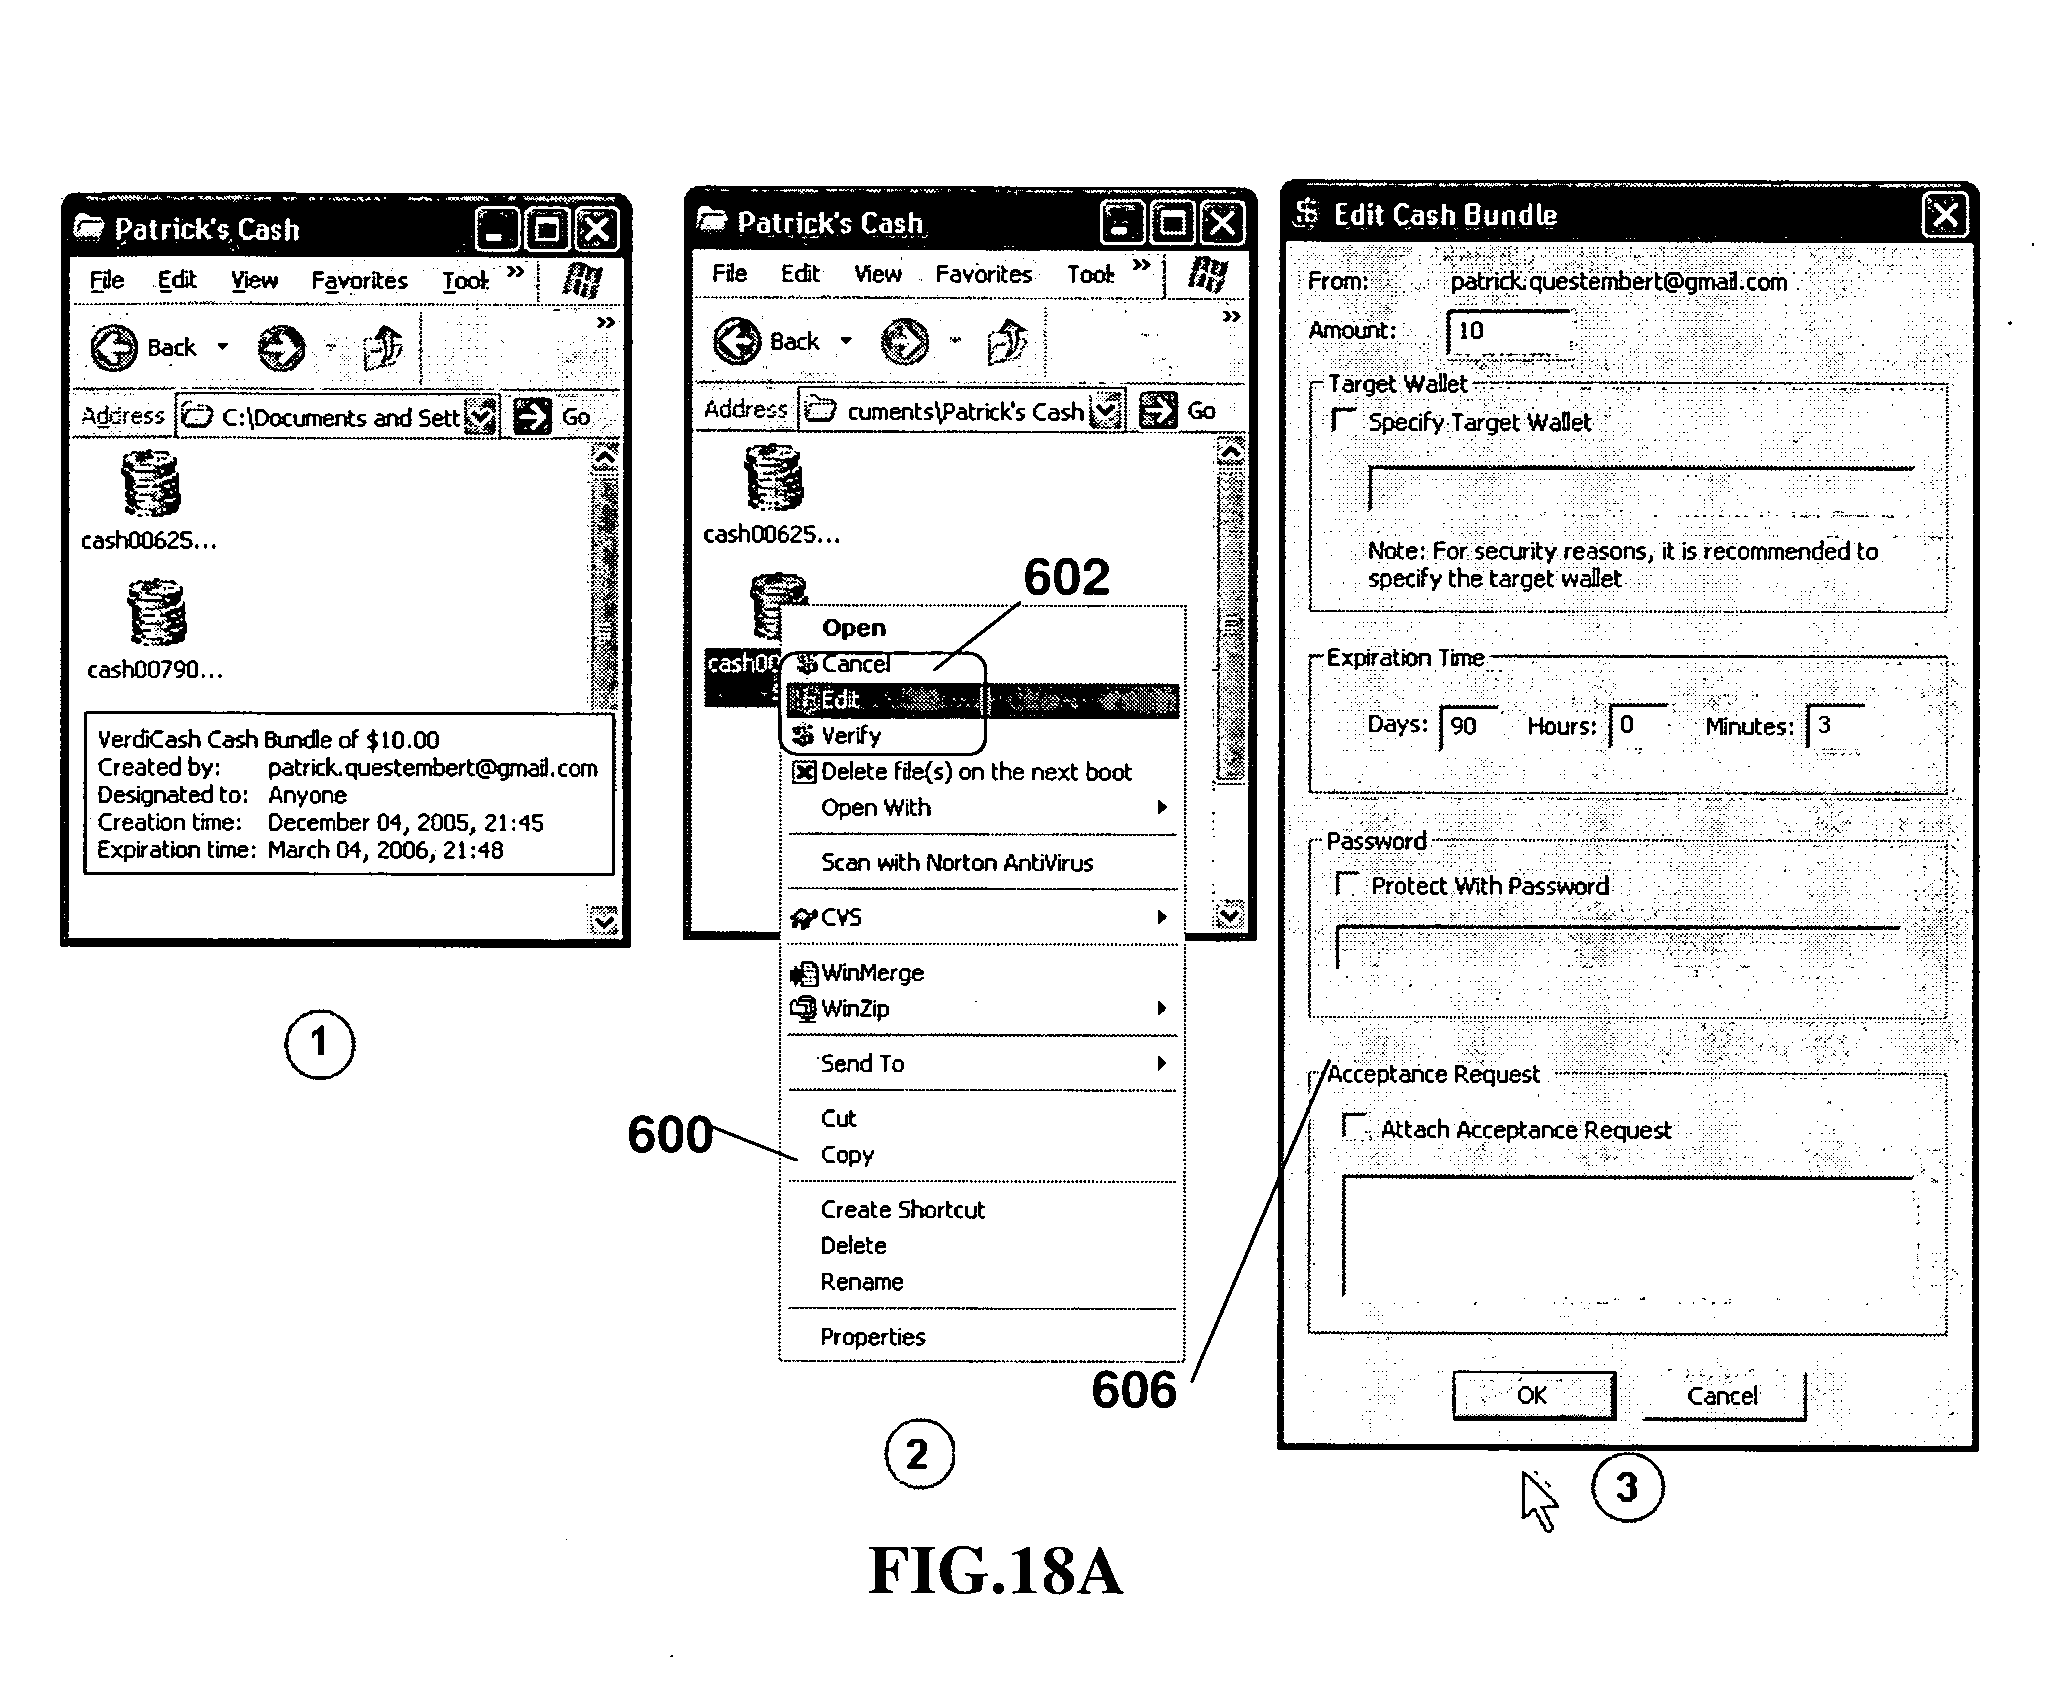 Patrick's Cash
File Edit View Favorites Tool »
Back »
Address C:\Documents and Sett Go
cash00625...
cash00790...
VerdiCash Cash Bundle of $10.00
Created by: patrick.questembert@gmail.com
Designated to: Anyone
Creation time: December 04, 2005, 21:45
Expiration time: March 04, 2006, 21:48
1
Patrick's Cash
File Edit View Favorites Tool »
Back »
Address cuments\Patrick's Cash Go
cash00625...
602
Open
Cancel
Edit
Verify
Delete file(s) on the next boot
Open With
Scan with Norton AntiVirus
CVS
WinMerge
WinZip
Send To
Cut
600
Copy
Create Shortcut
Delete
Rename
Properties
606
2
$ Edit Cash Bundle
From: patrick.questembert@gmail.com
Amount: 10
Target Wallet
Specify Target Wallet
Note: For security reasons, it is recommended to
specify the target wallet
Expiration Time
Days: 90 Hours: 0 Minutes: 3
Password
Protect With Password
Acceptance Request
Attach Acceptance Request
OK Cancel
3
FIG.18A